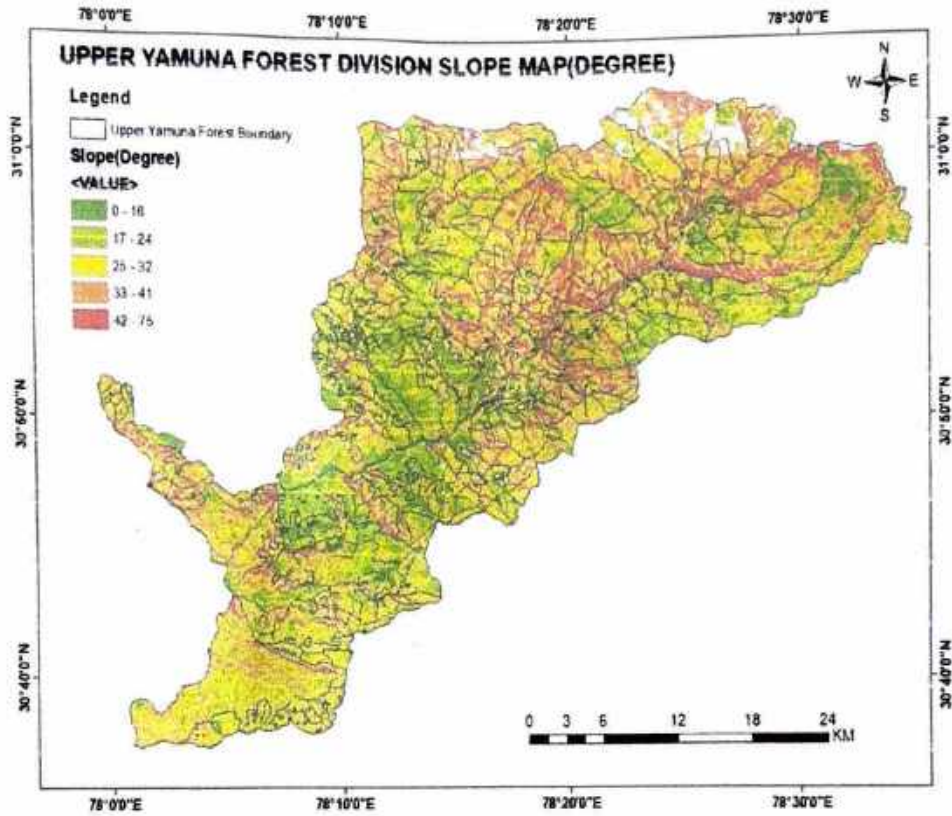 78°0'0"E 78°10'0"E 78°20'0"E 78°30'0"E
UPPER YAMUNA FOREST DIVISION SLOPE MAP(DEGREE)
N
W E
S
Legend
Upper Yamuna Forest Boundary
Slope(Degree)
<VALUE>
0 - 16
17 - 24
25 - 32
33 - 41
42 - 75
31°0'0"N 31°0'0"N
30°50'0"N 30°50'0"N
30°40'0"N 30°40'0"N
0 3 6 12 18 24
KM
78°0'0"E 78°10'0"E 78°20'0"E 78°30'0"E